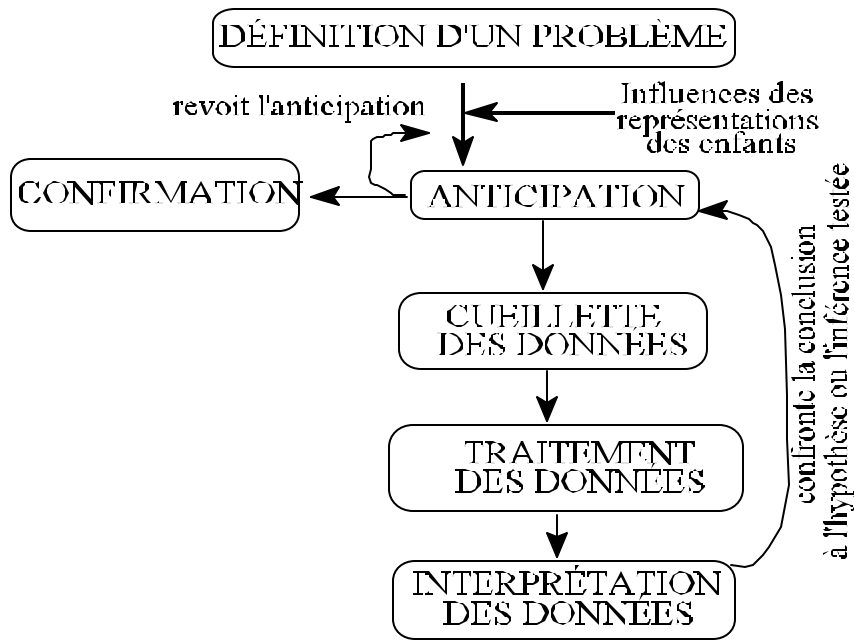 DÉFINITION D'UN PROBLÈME
revoit l'anticipation
Influences des
représentations
des enfants
CONFIRMATION
ANTICIPATION
CUEILLETTE
DES DONNÉES
TRAITEMENT
DES DONNÉES
INTERPRÉTATION
DES DONNÉES
confronte la conclusion
à l'hypothèse ou l'inférence testée